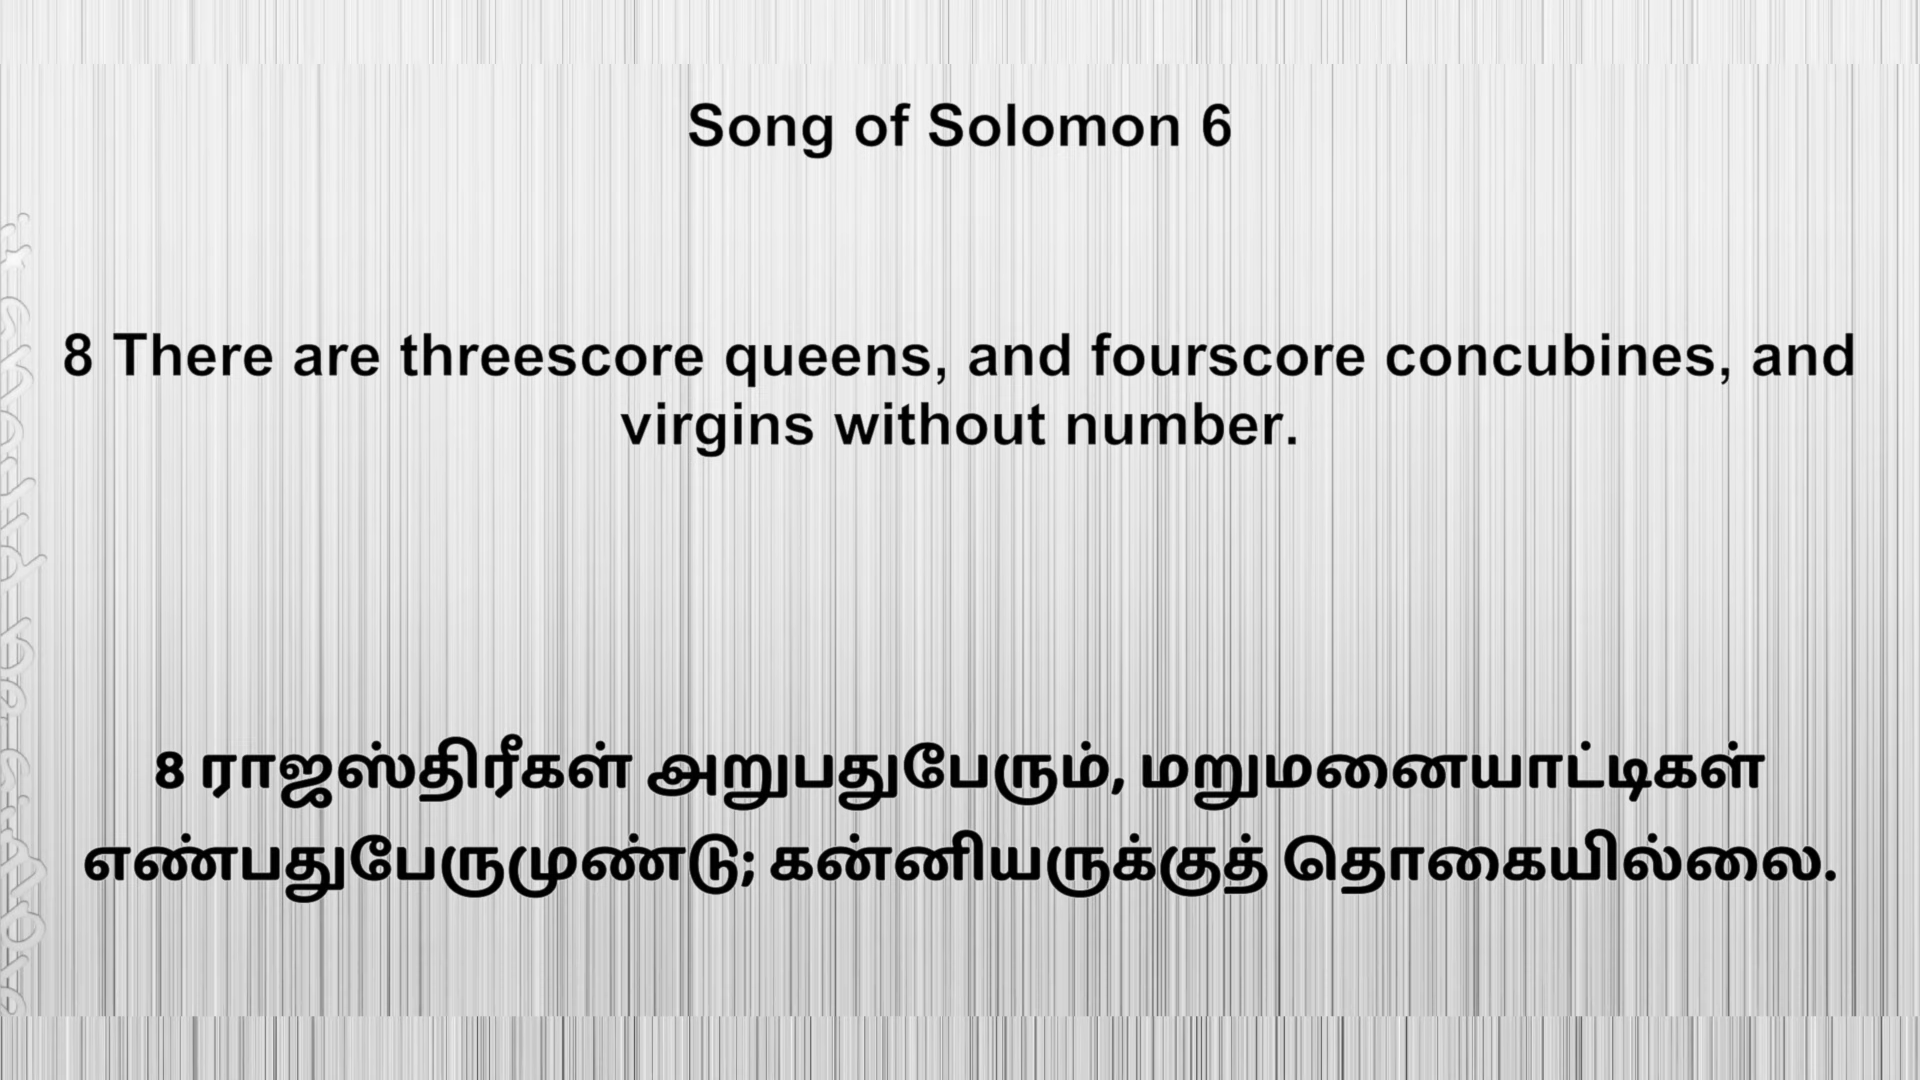 Song of Solomon 6
8 There are threescore queens, and fourscore concubines, and
virgins without number.
8 ராஜஸ்திரீகள் அறுபதுபேரும், மறுமனையாட்டிகள்
எண்பதுபேருமுண்டு; கன்னியருக்குத் தொகையில்லை.